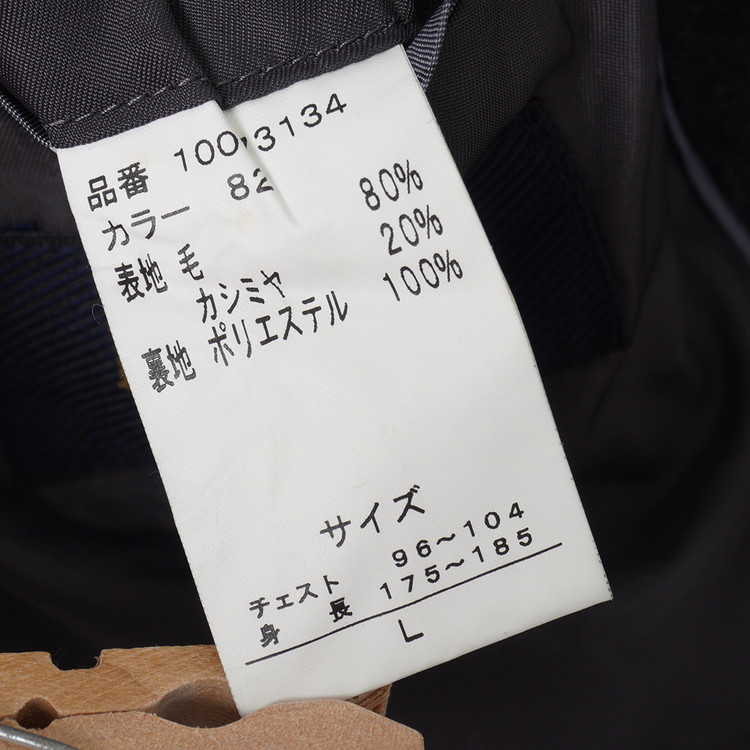 品番 100-3134
カラー 82
表地 毛 80%
カシミヤ 20%
裏地 ポリエステル 100%
サイズ
チェスト 96~104
身長 175~185
L